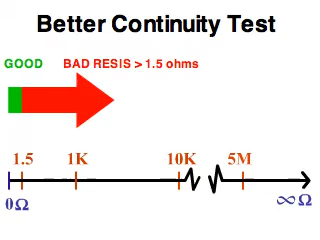 Better Continuity Test
GOOD BAD RESIS > 1.5 ohms
1.5 1K 10K 5M
0Ω ∞Ω